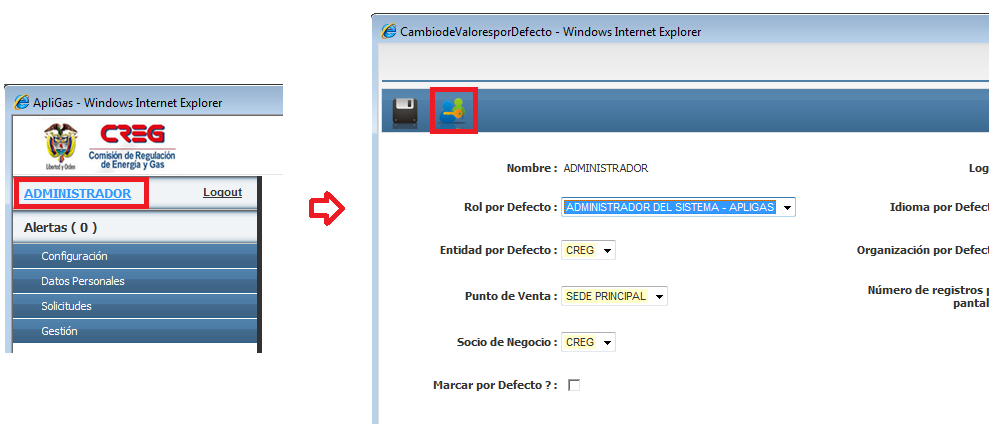 ApliGas - Windows Internet Explorer
Libertad y Orden
CREG
Comisión de Regulación
de Energía y Gas
ADMINISTRADOR Logout
Alertas ( 0 )
Configuración
Datos Personales
Solicitudes
Gestión
CambiodeValoresporDefecto - Windows Internet Explorer
Nombre : ADMINISTRADOR Log
Rol por Defecto : ADMINISTRADOR DEL SISTEMA - APLIGAS Idioma por Defect
Entidad por Defecto : CREG Organización por Defect
Punto de Venta : SEDE PRINCIPAL Número de registros p
pantal
Socio de Negocio : CREG
Marcar por Defecto ? :